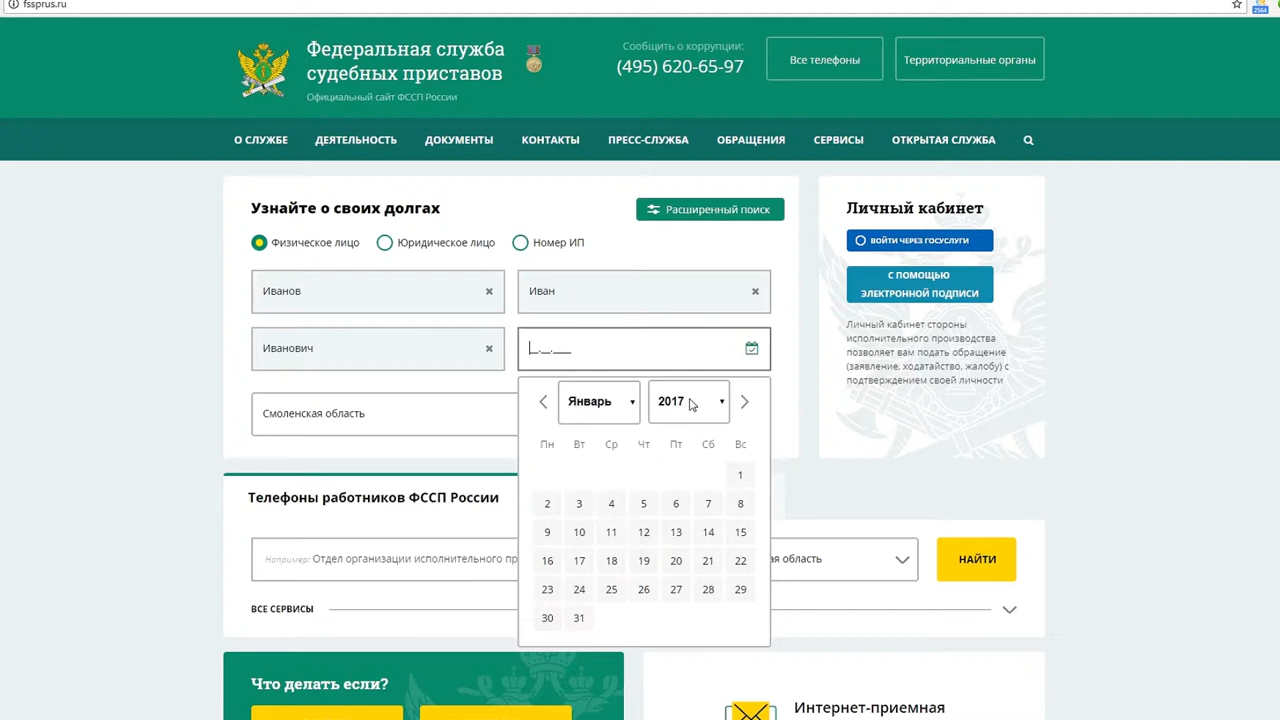 fssprus.ru
2564
Федеральная служба
судебных приставов
Официальный сайт ФССП России
Сообщить о коррупции:
(495) 620-65-97
Все телефоны
Территориальные органы
О СЛУЖБЕ ДЕЯТЕЛЬНОСТЬ ДОКУМЕНТЫ КОНТАКТЫ ПРЕСС-СЛУЖБА ОБРАЩЕНИЯ СЕРВИСЫ ОТКРЫТАЯ СЛУЖБА
Узнайте о своих долгах
Расширенный поиск
Физическое лицо Юридическое лицо Номер ИП
Иванов
Иван
Иванович
__.__.____
Смоленская область
Январь 2017
Пн Вт Ср Чт Пт Сб Вс
1
2 3 4 5 6 7 8
9 10 11 12 13 14 15
16 17 18 19 20 21 22
23 24 25 26 27 28 29
30 31
Личный кабинет
ВОЙТИ ЧЕРЕЗ ГОСУСЛУГИ
С ПОМОЩЬЮ
ЭЛЕКТРОННОЙ ПОДПИСИ
Личный кабинет стороны
исполнительного производства
позволяет вам подать обращение
(заявление, ходатайство, жалобу) с
подтверждением своей личности
Телефоны работников ФССП России
Например: Отдел организации исполнительного пр
ая область
НАЙТИ
ВСЕ СЕРВИСЫ
Что делать если?
Интернет-приемная